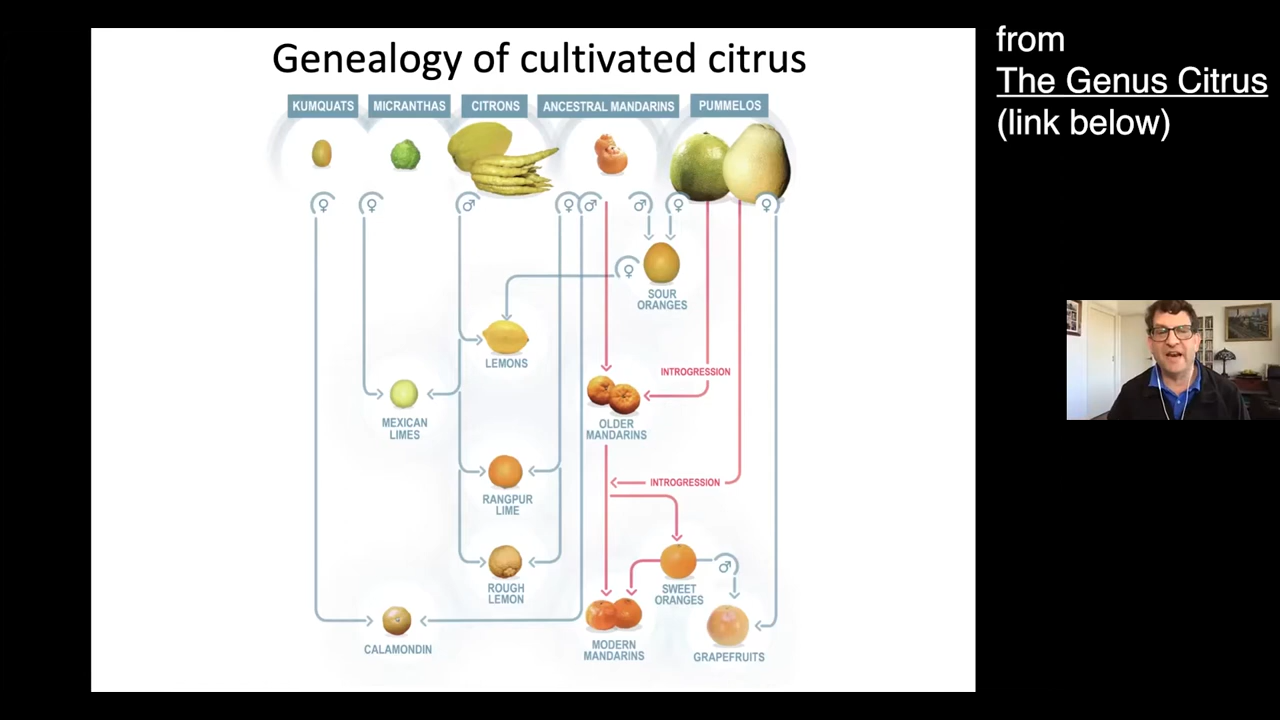 Genealogy of cultivated citrus
from
The Genus Citrus
(link below)
KUMQUATS
MICRANTHAS
CITRONS
ANCESTRAL MANDARINS
PUMMELOS
♀
♀
♂
♀
♂
♂
♀
♀
♀
SOUR
ORANGES
LEMONS
INTROGRESSION
MEXICAN
LIMES
OLDER
MANDARINS
INTROGRESSION
RANGPUR
LIME
♂
ROUGH
LEMON
SWEET
ORANGES
CALAMONDIN
MODERN
MANDARINS
GRAPEFRUITS